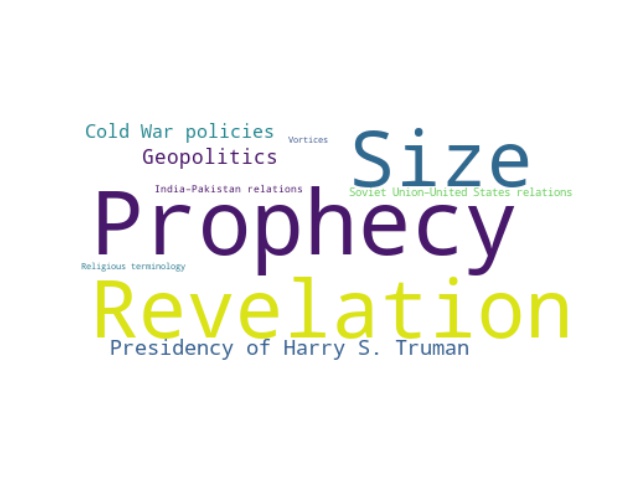 Cold War policies
Vortices
Size
Geopolitics
India–Pakistan relations
Soviet Union–United States relations
Prophecy
Religious terminology
Revelation
Presidency of Harry S. Truman